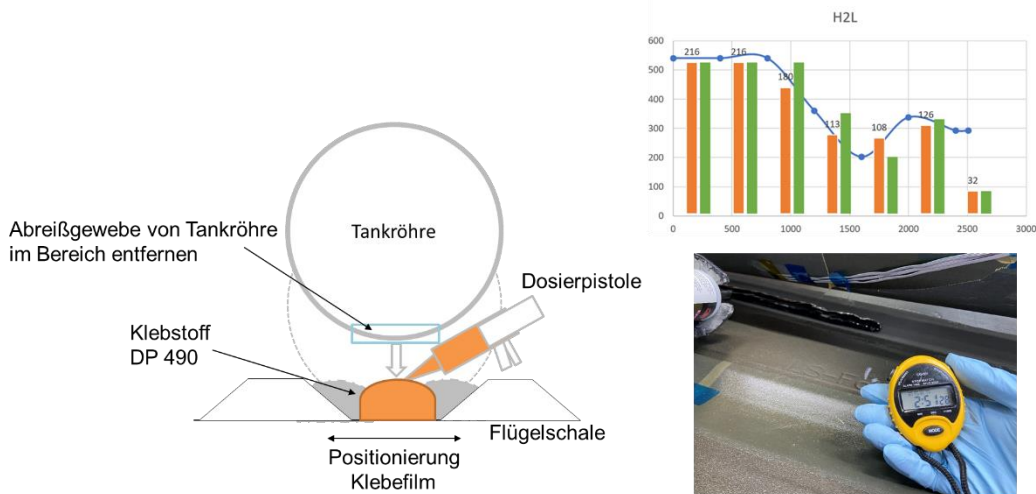 Tankröhre
Abreißgewebe von Tankröhre
im Bereich entfernen
Dosierpistole
Klebstoff
DP 490
Flügelschale
Positionierung
Klebefilm
H2L
600
500
400
300
200
100
0
216
216
180
113
108
126
32
0
500
1000
1500
2000
2500
3000
2:51 28
MODE